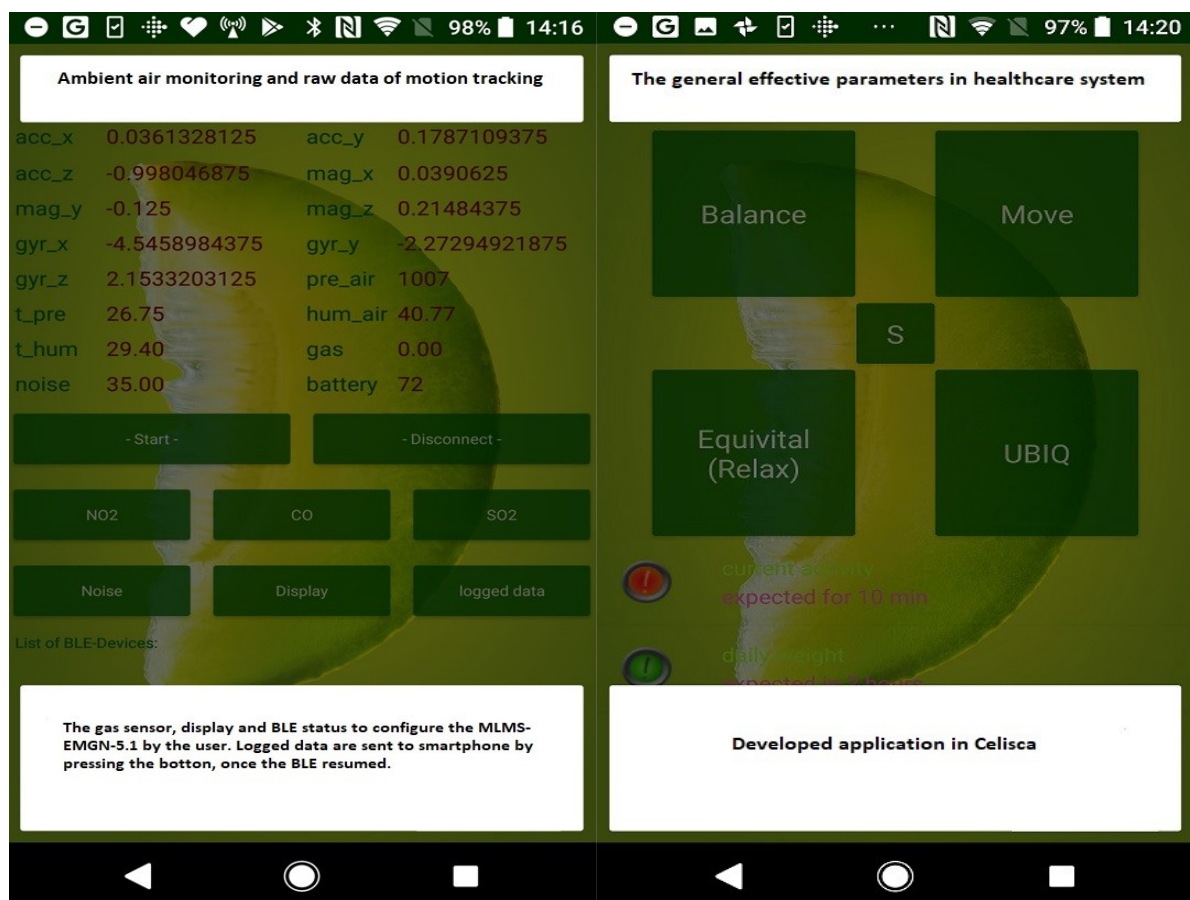 98% 14:16
Ambient air monitoring and raw data of motion tracking
acc_x 0.0361328125 acc_y 0.1787109375
acc_z -0.998046875 mag_x 0.0390625
mag_y -0.125 mag_z 0.21484375
gyr_x -4.5458984375 gyr_y -2.27294921875
gyr_z 2.1533203125 pre_air 1007
t_pre 26.75 hum_air 40.77
t_hum 29.40 gas 0.00
noise 35.00 battery 72
- Start - - Disconnect -
NO2 CO SO2
Noise Display logged data
List of BLE-Devices:
The gas sensor, display and BLE status to configure the MLMS-
EMGN-5.1 by the user. Logged data are sent to smartphone by
pressing the botton, once the BLE resumed.
97% 14:20
The general effective parameters in healthcare system
Balance Move
S
Equivital
(Relax)
UBIQ
current activity
expected for 10 min
daily weight
expected in 7 hours
Developed application in Celisca